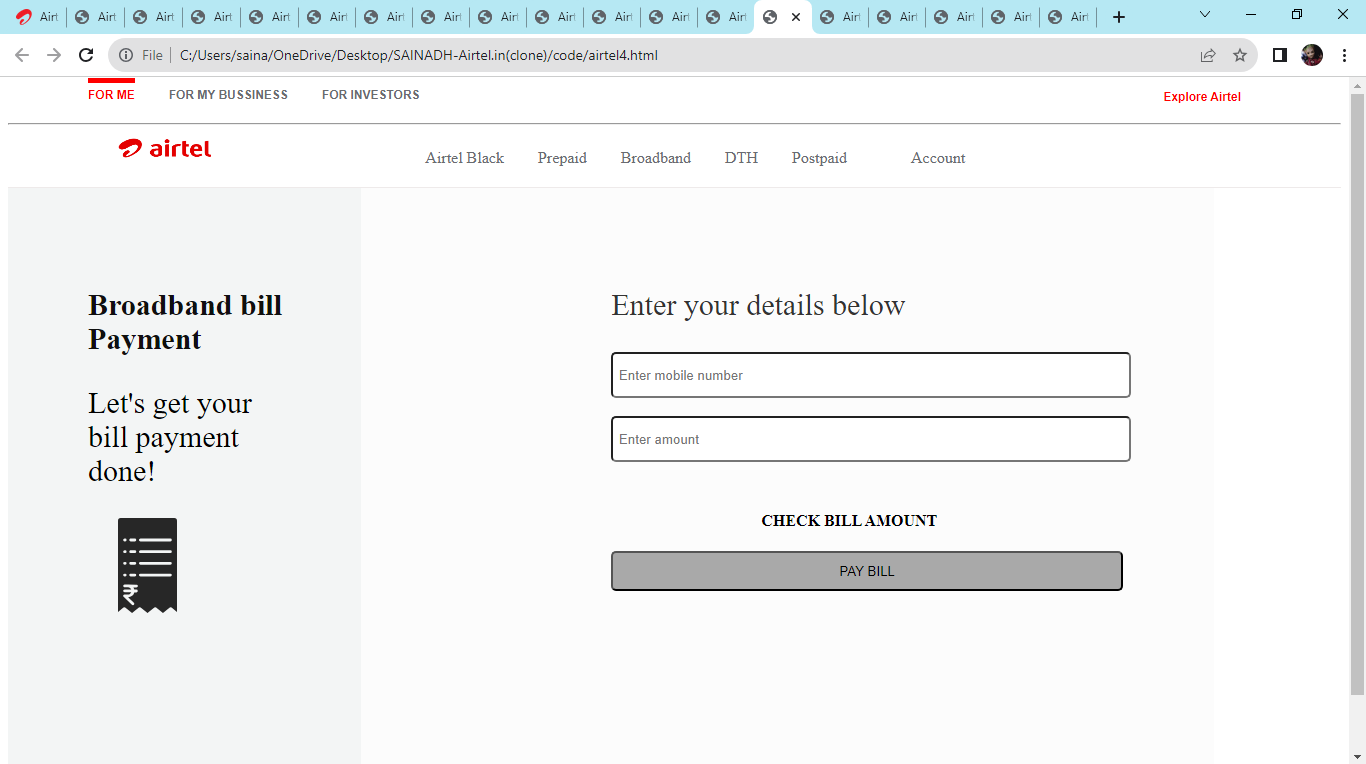 Airt Airt Airt Airt Airt Airt Airt Airt Airt Airt Airt Airt Airt Airt Airt Airt Airt Airt
File C:/Users/saina/OneDrive/Desktop/SAINADH-Airtel.in(clone)/code/airtel4.html
FOR ME FOR MY BUSSINESS FOR INVESTORS Explore Airtel
airtel Airtel Black Prepaid Broadband DTH Postpaid Account
Broadband bill
Payment
Let's get your
bill payment
done!
₹
Enter your details below
Enter mobile number
Enter amount
CHECK BILL AMOUNT
PAY BILL